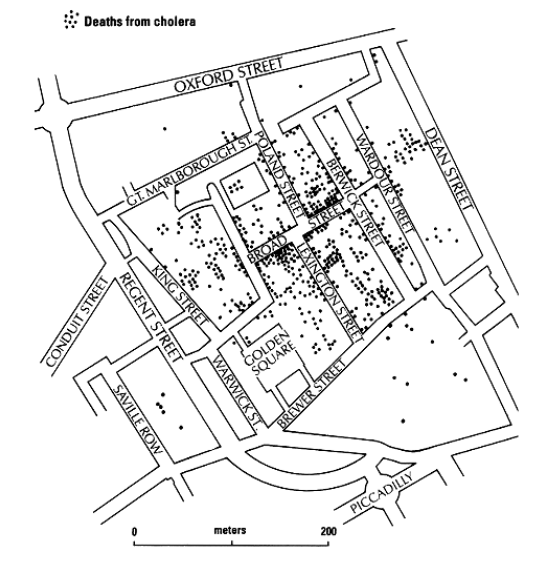 Deaths from cholera
OXFORD STREET
GT. MARLBOROUGH ST.
POLAND STREET
BERWICK STREET
WARDOUR STREET
DEAN STREET
BROAD STREET
LEXINGTON STREET
KING STREET
REGENT STREET
CONDUIT STREET
GOLDEN
SQUARE
WARWICK ST.
BREWER STREET
SAVILLE ROW
PICCADILLY
0 meters 200